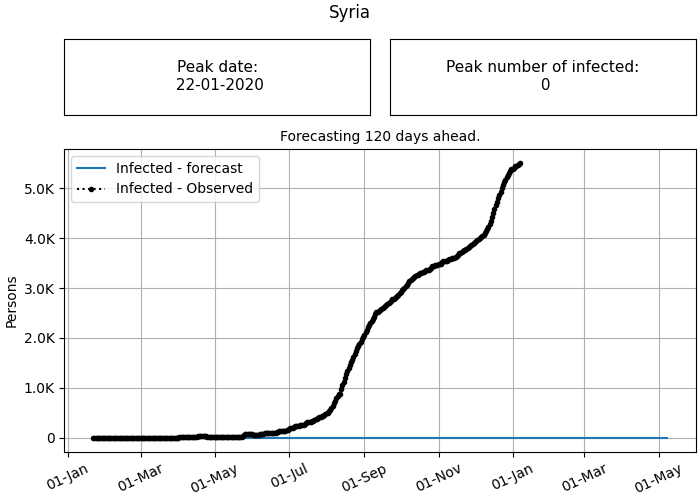 Syria
Peak date:
22-01-2020
Peak number of infected:
0
Forecasting 120 days ahead.
Infected - forecast
Infected - Observed
Persons
5.0K
4.0K
3.0K
2.0K
1.0K
0
01-Jan
01-Mar
01-May
01-Jul
01-Sep
01-Nov
01-Jan
01-Mar
01-May